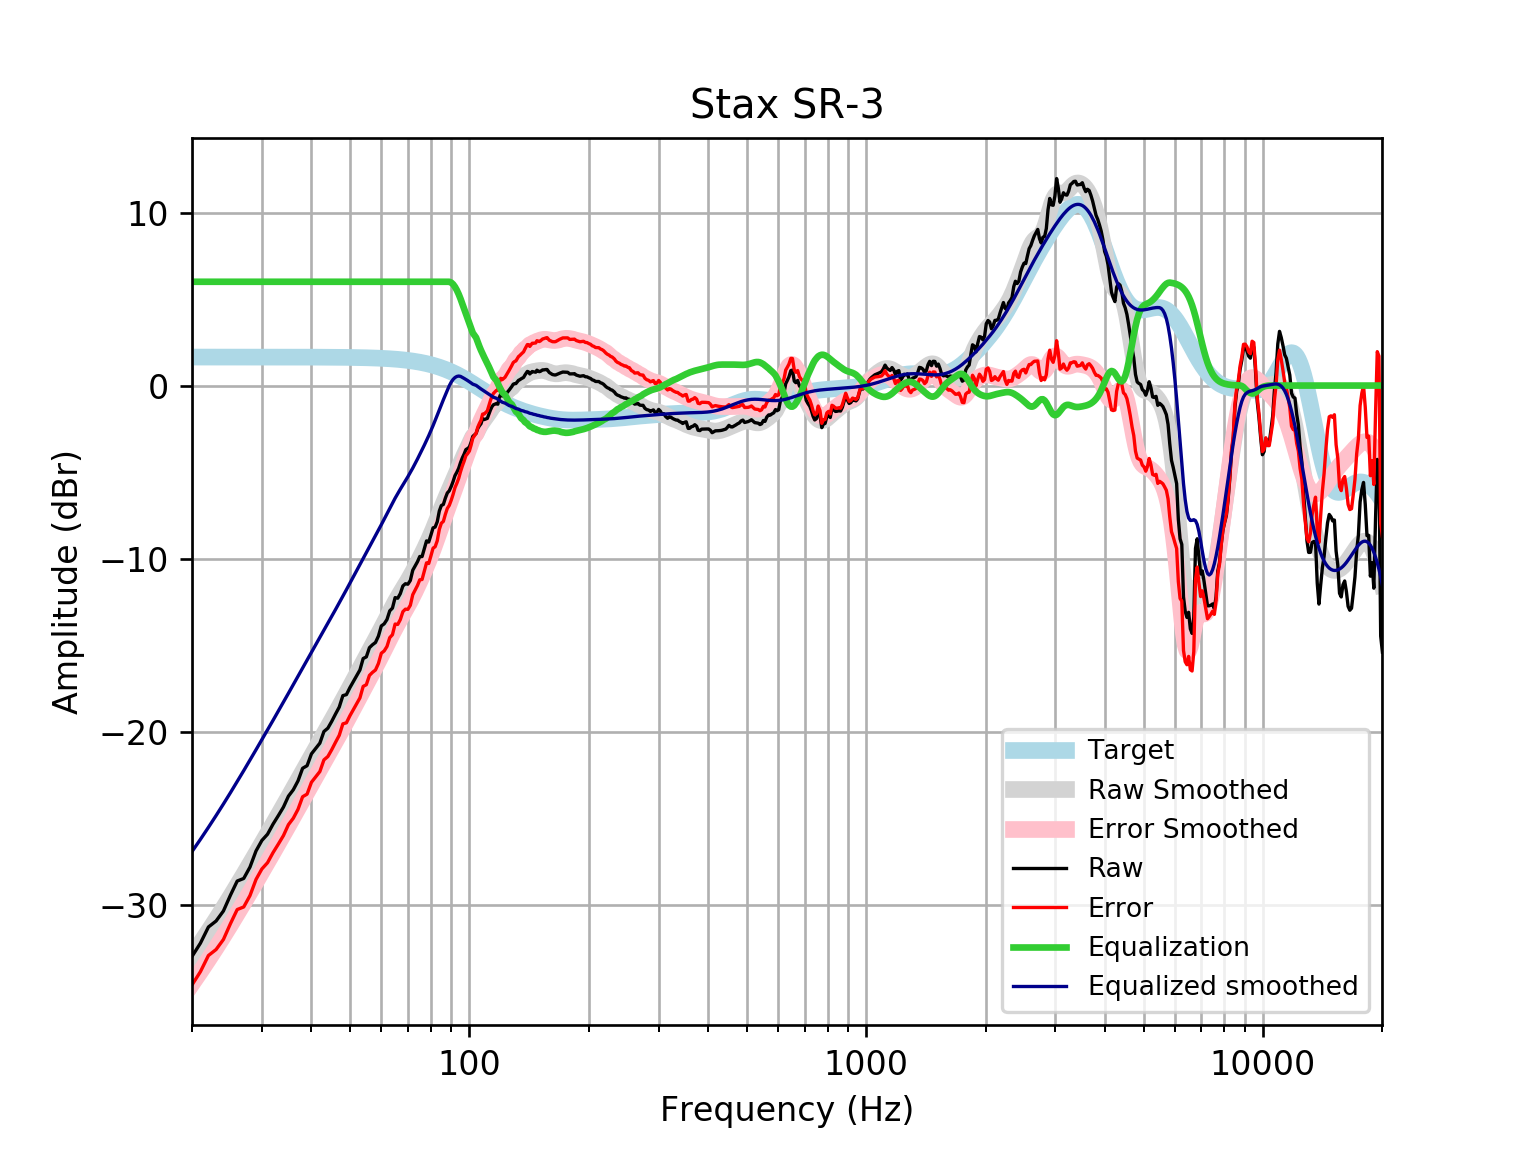 Stax SR-3
Amplitude (dBr)
10
0
−10
−20
−30
Target
Raw Smoothed
Error Smoothed
Raw
Error
Equalization
Equalized smoothed
100
1000
10000
Frequency (Hz)